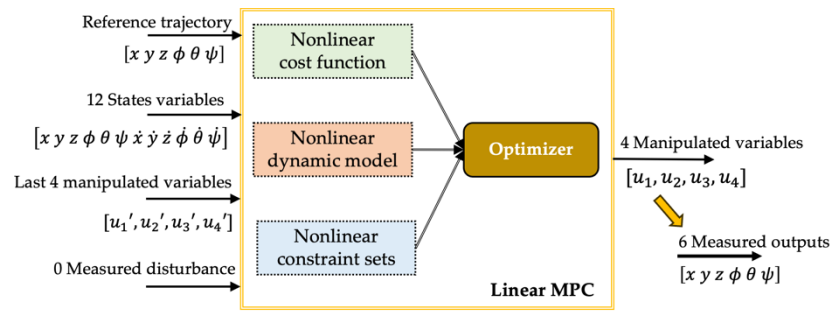 Reference trajectory
[x y z ϕ θ ψ]
12 States variables
[x y z ϕ θ ψ ẋ ẏ ż ϕ̇ θ̇ ψ̇]
Last 4 manipulated variables
[u₁′, u₂′, u₃′, u₄′]
0 Measured disturbance
Nonlinear
cost function
Nonlinear
dynamic model
Nonlinear
constraint sets
Optimizer
Linear MPC
4 Manipulated variables
[u₁, u₂, u₃, u₄]
6 Measured outputs
[x y z ϕ θ ψ]